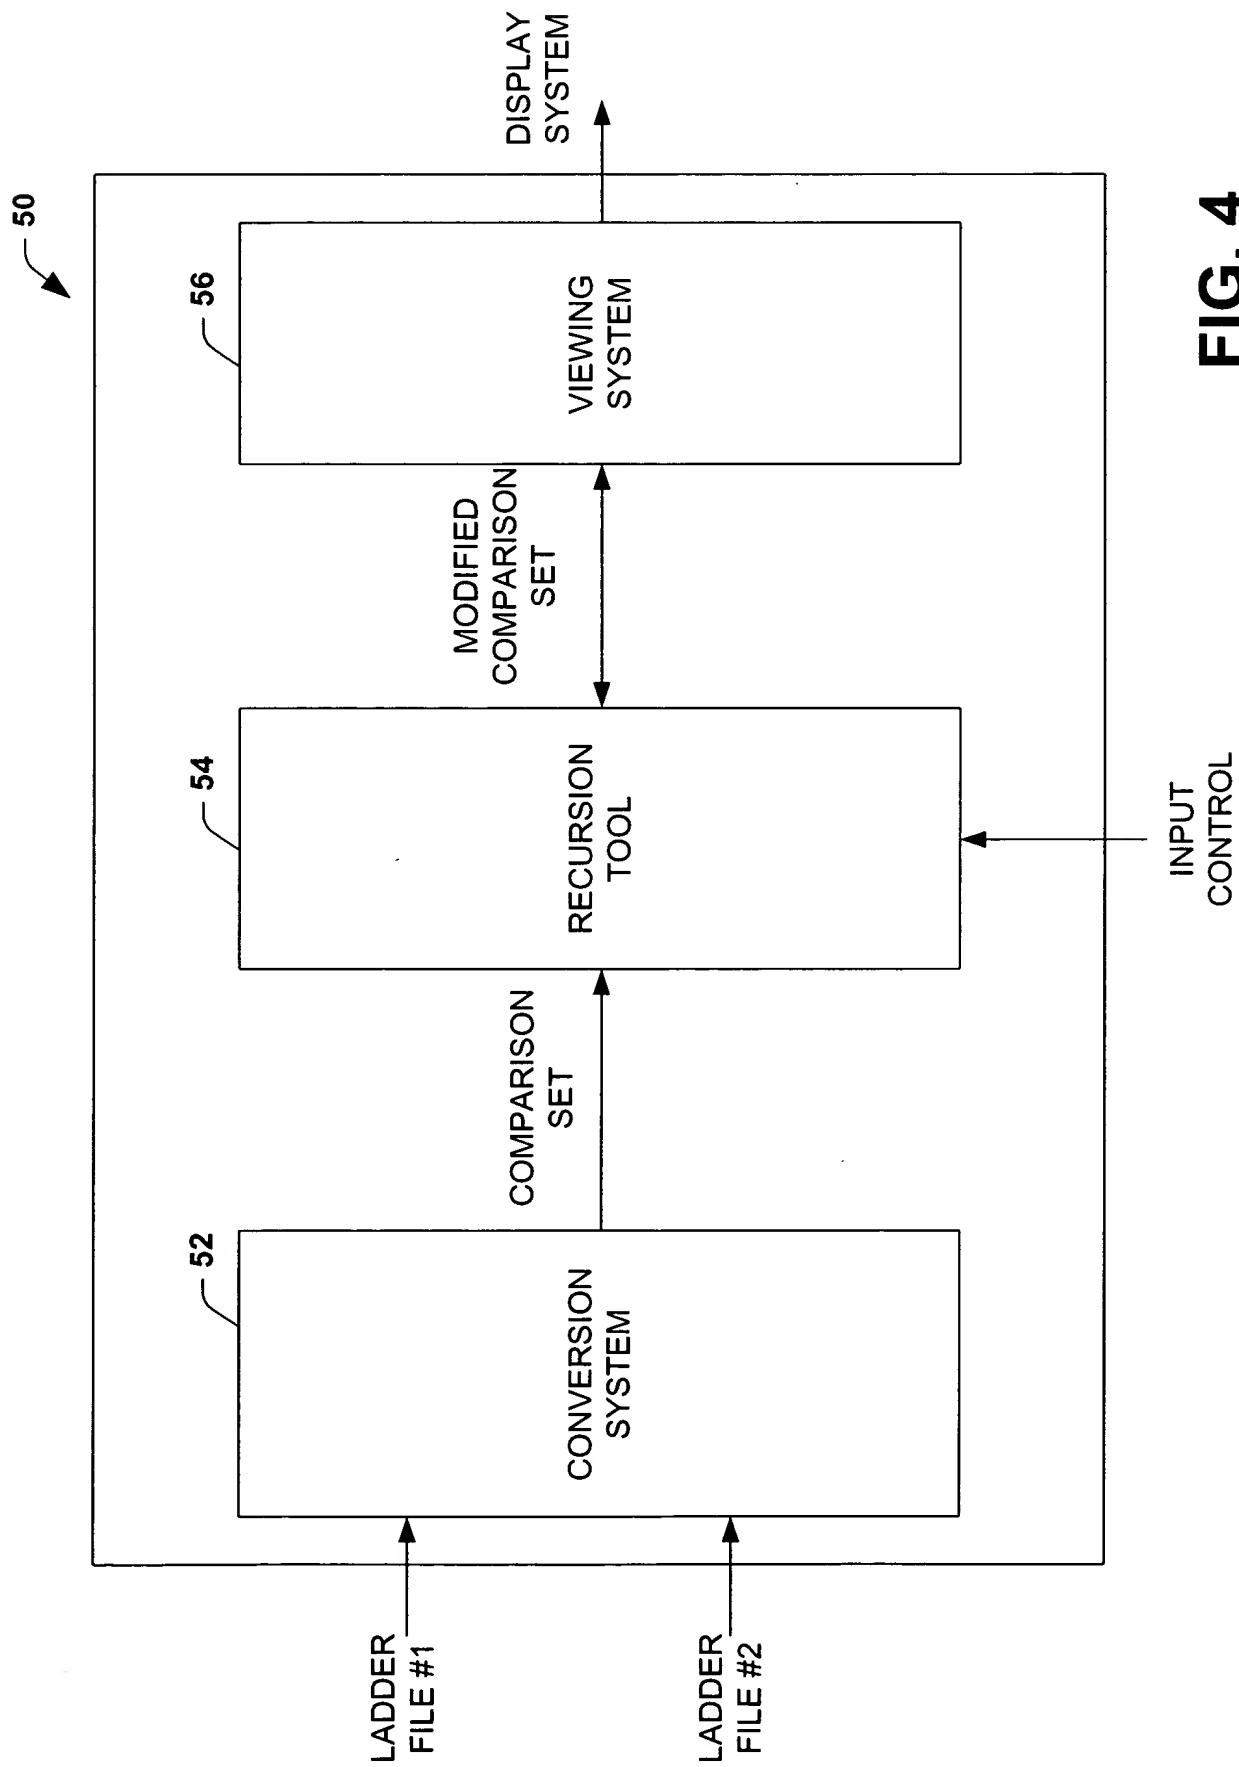 50
52
54
56
LADDER
FILE #1
LADDER
FILE #2
CONVERSION
SYSTEM
COMPARISON
SET
RECURSION
TOOL
MODIFIED
COMPARISON
SET
VIEWING
SYSTEM
DISPLAY
SYSTEM
INPUT
CONTROL
FIG. 4